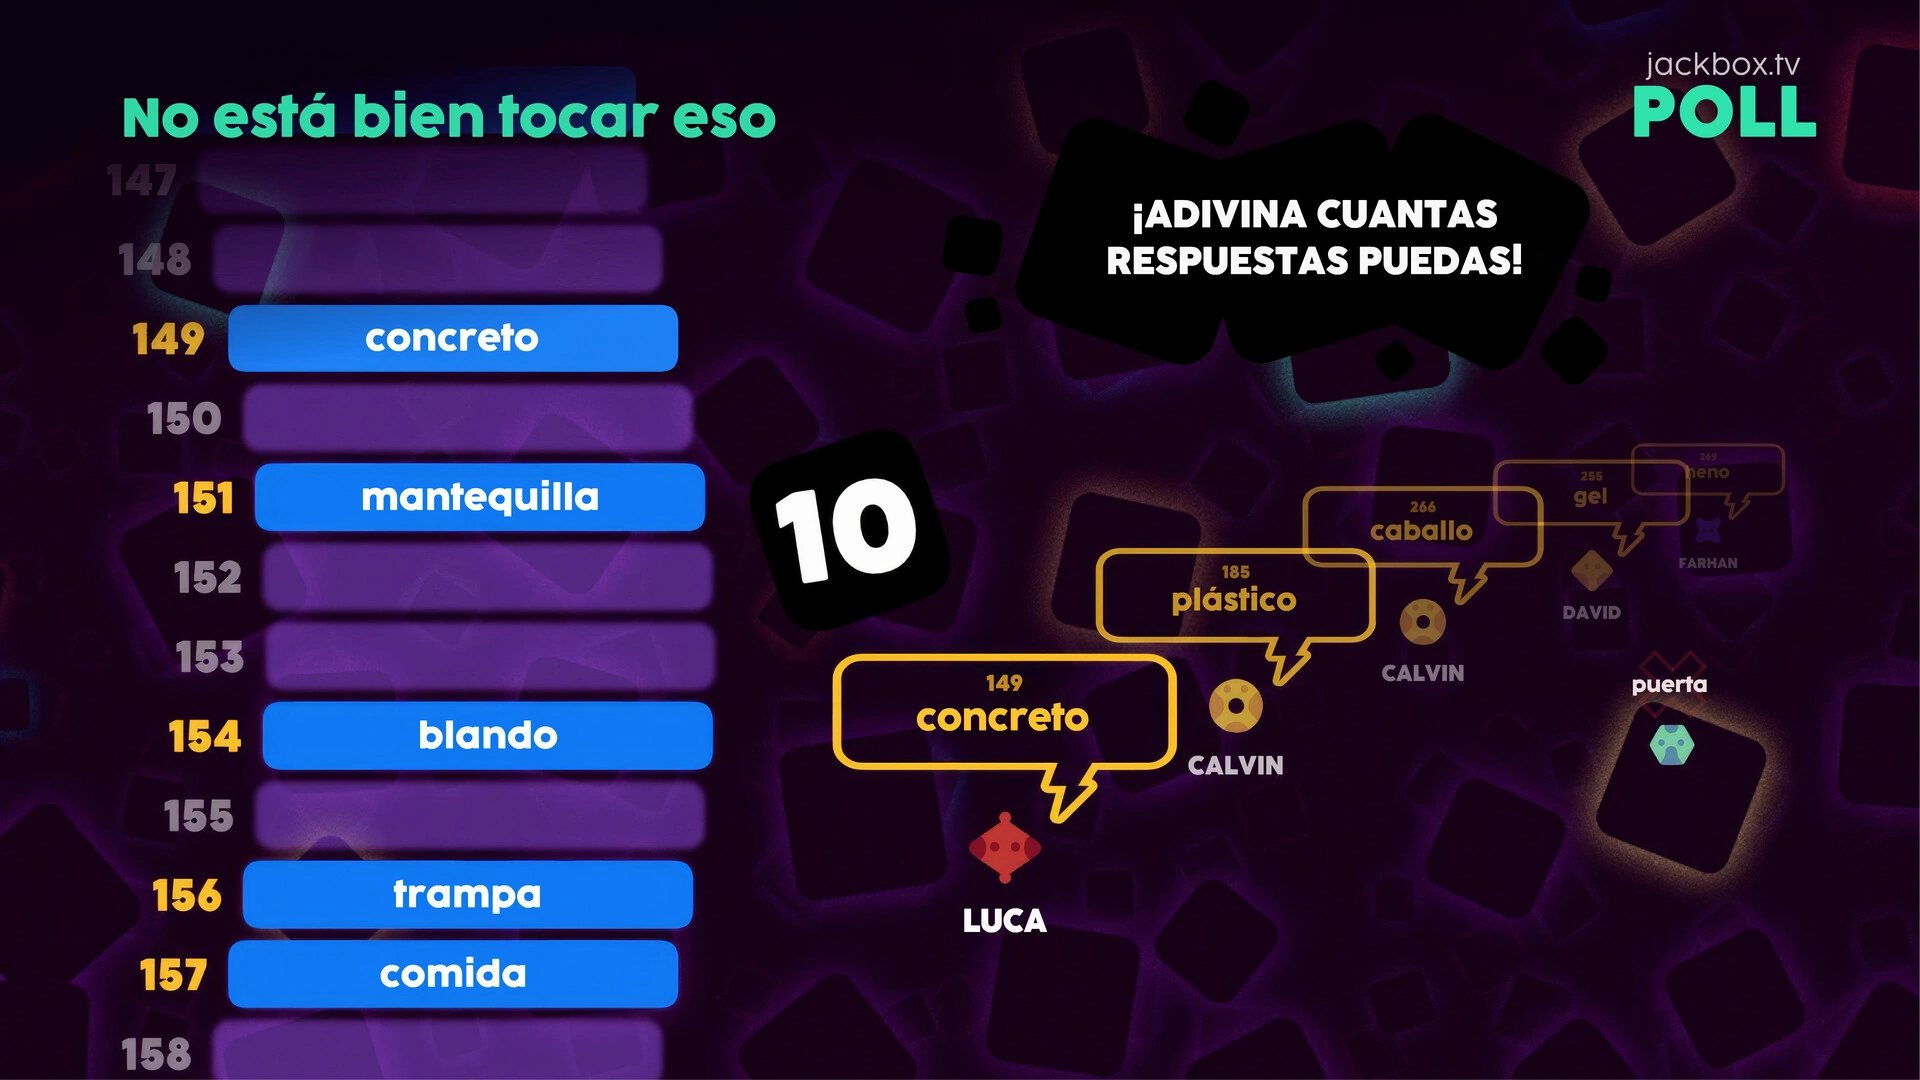 No está bien tocar eso
jackbox.tv
POLL
¡ADIVINA CUANTAS
RESPUESTAS PUEDAS!
147
148
149 concreto
150
151 mantequilla
152
153
154 blando
155
156 trampa
157 comida
158
10
149
concreto
LUCA
185
plástico
CALVIN
266
caballo
CALVIN
255
gel
DAVID
269
heno
FARHAN
puerta